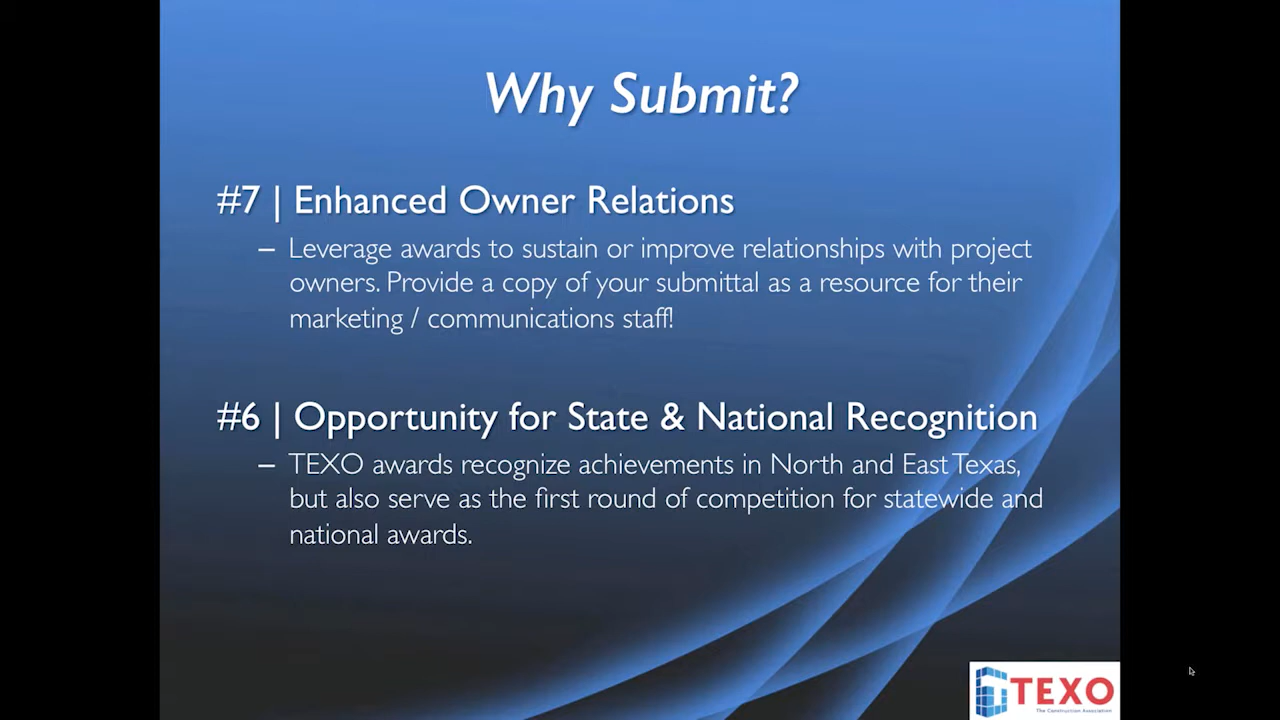 Why Submit?
#7 | Enhanced Owner Relations
– Leverage awards to sustain or improve relationships with project
owners. Provide a copy of your submittal as a resource for their
marketing / communications staff!
#6 | Opportunity for State & National Recognition
– TEXO awards recognize achievements in North and East Texas,
but also serve as the first round of competition for statewide and
national awards.
TEXO
The Construction Association